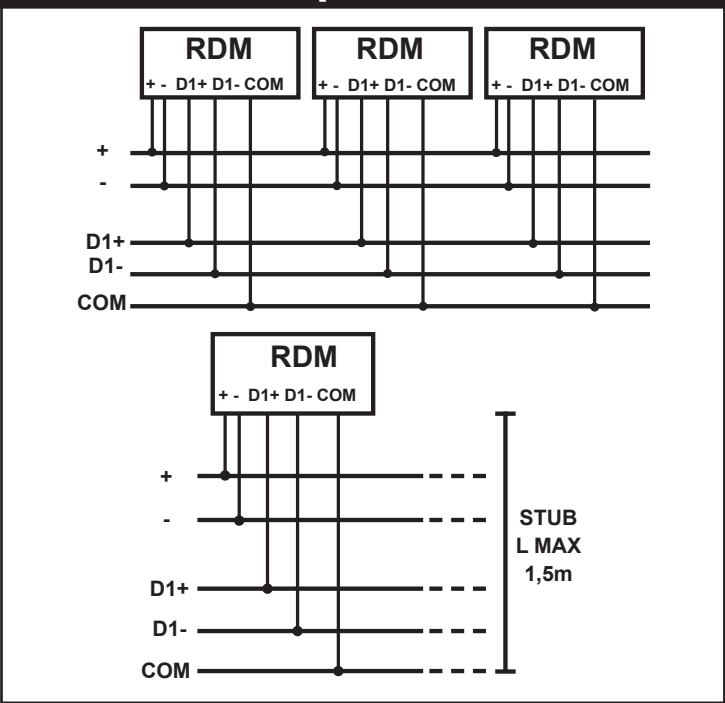 RDM RDM RDM
+ - D1+ D1- COM + - D1+ D1- COM + - D1+ D1- COM
+
-
D1+
D1-
COM
RDM
+ - D1+ D1- COM
+
-
D1+
D1-
COM
STUB
L MAX
1,5m